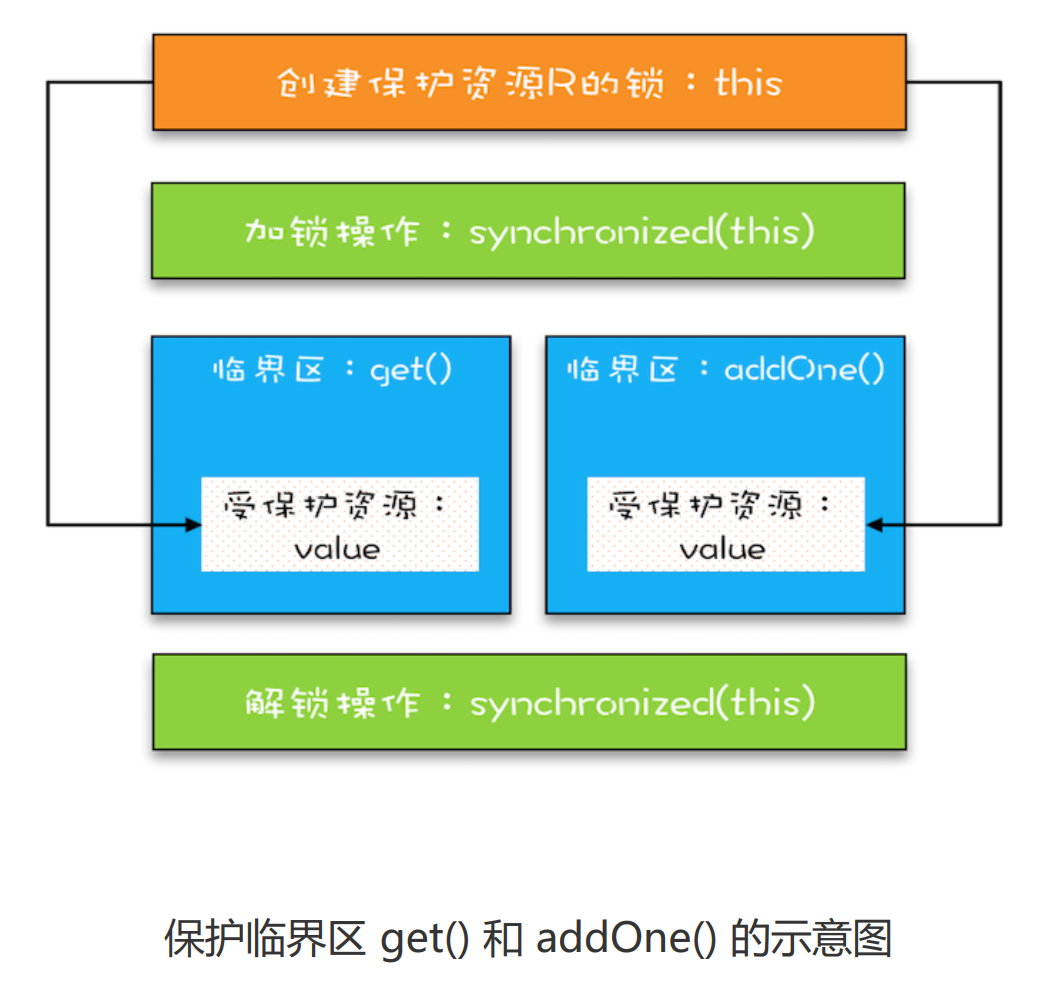 创建保护资源R的锁：this
加锁操作：synchronized(this)
临界区：get()
受保护资源：
value
临界区：addOne()
受保护资源：
value
解锁操作：synchronized(this)
保护临界区 get() 和 addOne() 的示意图